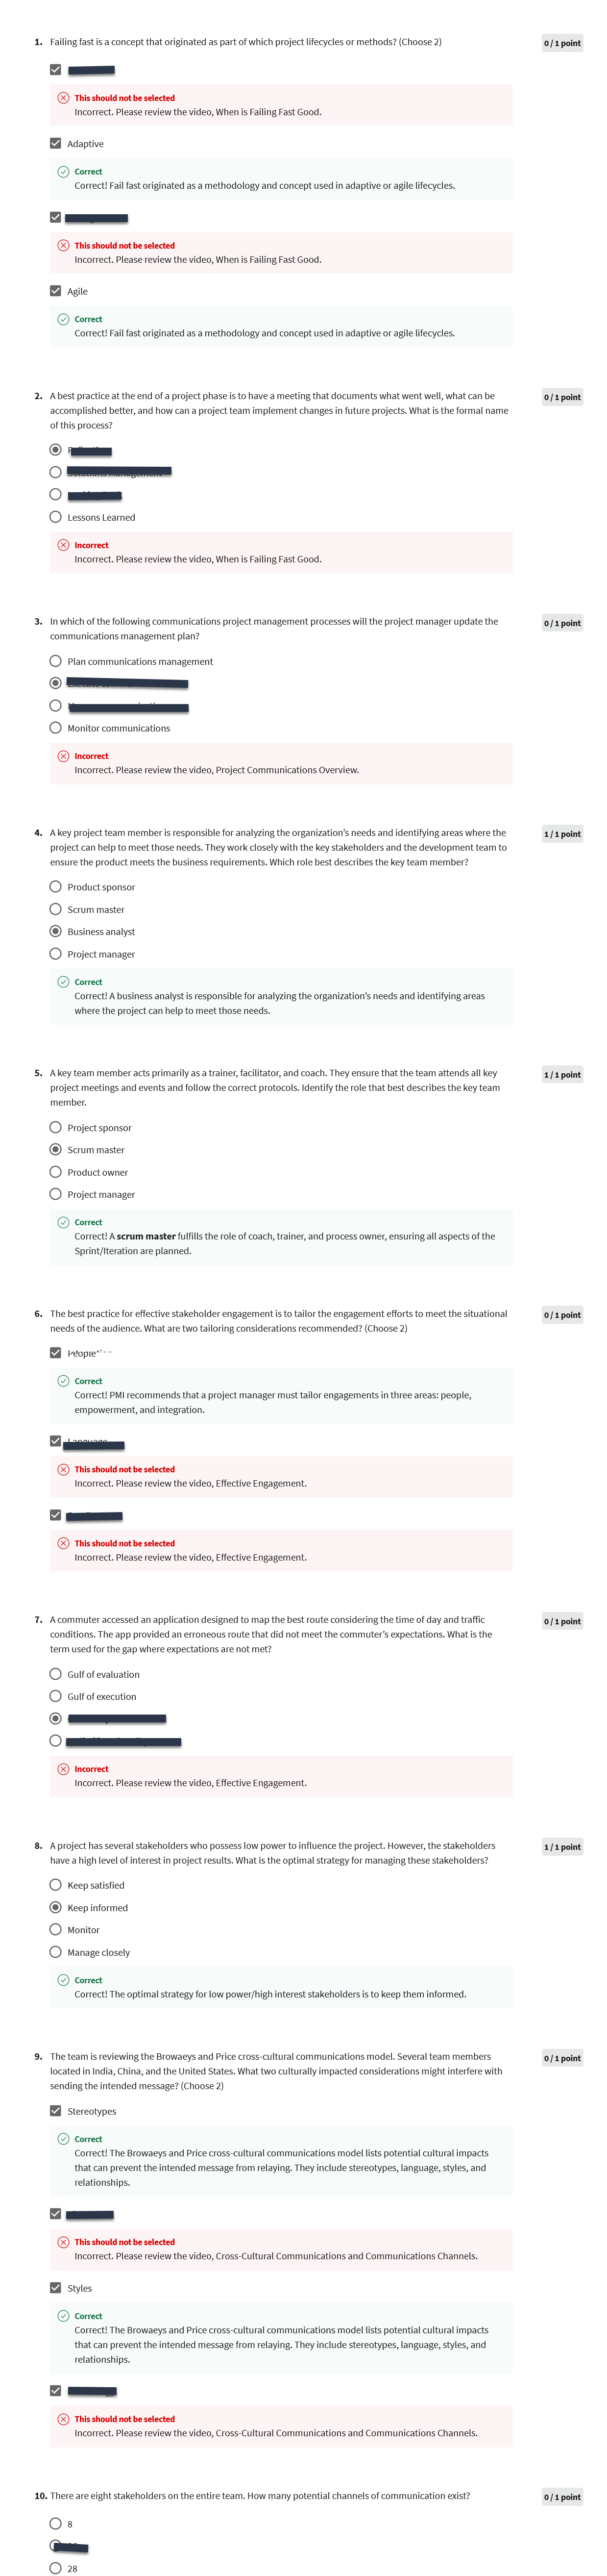 1. Failing fast is a concept that originated as part of which project lifecycles or methods? (Choose 2)
0 / 1 point
This should not be selected
Incorrect. Please review the video, When is Failing Fast Good.
Adaptive
Correct
Correct! Fail fast originated as a methodology and concept used in adaptive or agile lifecycles.
This should not be selected
Incorrect. Please review the video, When is Failing Fast Good.
Agile
Correct
Correct! Fail fast originated as a methodology and concept used in adaptive or agile lifecycles.
2. A best practice at the end of a project phase is to have a meeting that documents what went well, what can be
0 / 1 point
accomplished better, and how can a project team implement changes in future projects. What is the formal name
of this process?
Lessons Learned
Incorrect
Incorrect. Please review the video, When is Failing Fast Good.
3. In which of the following communications project management processes will the project manager update the
0 / 1 point
communications management plan?
Plan communications management
Monitor communications
Incorrect
Incorrect. Please review the video, Project Communications Overview.
4. A key project team member is responsible for analyzing the organization's needs and identifying areas where the
1 / 1 point
project can help to meet those needs. They work closely with the key stakeholders and the development team to
ensure the product meets the business requirements. Which role best describes the key team member?
Product sponsor
Scrum master
Business analyst
Project manager
Correct
Correct! A business analyst is responsible for analyzing the organization's needs and identifying areas
where the project can help to meet those needs.
5. A key team member acts primarily as a trainer, facilitator, and coach. They ensure that the team attends all key
1 / 1 point
project meetings and events and follow the correct protocols. Identify the role that best describes the key team
member.
Project sponsor
Scrum master
Product owner
Project manager
Correct
Correct! A scrum master fulfills the role of coach, trainer, and process owner, ensuring all aspects of the
Sprint/Iteration are planned.
6. The best practice for effective stakeholder engagement is to tailor the engagement efforts to meet the situational
0 / 1 point
needs of the audience. What are two tailoring considerations recommended? (Choose 2)
People
Correct
Correct! PMI recommends that a project manager must tailor engagements in three areas: people,
empowerment, and integration.
Language
This should not be selected
Incorrect. Please review the video, Effective Engagement.
This should not be selected
Incorrect. Please review the video, Effective Engagement.
7. A commuter accessed an application designed to map the best route considering the time of day and traffic
0 / 1 point
conditions. The app provided an erroneous route that did not meet the commuter's expectations. What is the
term used for the gap where expectations are not met?
Gulf of evaluation
Gulf of execution
Incorrect
Incorrect. Please review the video, Effective Engagement.
8. A project has several stakeholders who possess low power to influence the project. However, the stakeholders
1 / 1 point
have a high level of interest in project results. What is the optimal strategy for managing these stakeholders?
Keep satisfied
Keep informed
Monitor
Manage closely
Correct
Correct! The optimal strategy for low power/high interest stakeholders is to keep them informed.
9. The team is reviewing the Browaeys and Price cross-cultural communications model. Several team members
0 / 1 point
located in India, China, and the United States. What two culturally impacted considerations might interfere with
sending the intended message? (Choose 2)
Stereotypes
Correct
Correct! The Browaeys and Price cross-cultural communications model lists potential cultural impacts
that can prevent the intended message from relaying. They include stereotypes, language, styles, and
relationships.
This should not be selected
Incorrect. Please review the video, Cross-Cultural Communications and Communications Channels.
Styles
Correct
Correct! The Browaeys and Price cross-cultural communications model lists potential cultural impacts
that can prevent the intended message from relaying. They include stereotypes, language, styles, and
relationships.
This should not be selected
Incorrect. Please review the video, Cross-Cultural Communications and Communications Channels.
10. There are eight stakeholders on the entire team. How many potential channels of communication exist?
0 / 1 point
8
28